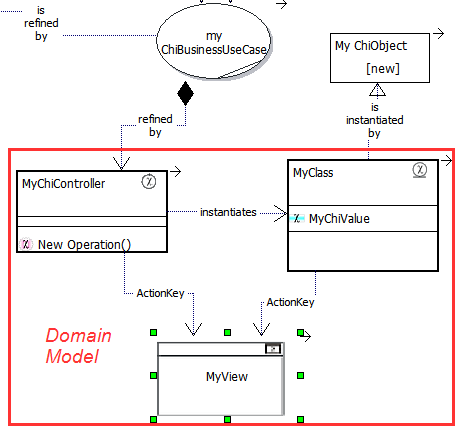 is
refined
by
my
ChiBusinessUseCase
My ChiObject
[new]
refined
by
is
instantiated
by
MyChiController
New Operation()
instantiates
MyClass
MyChiValue
ActionKey
ActionKey
Domain
Model
MyView